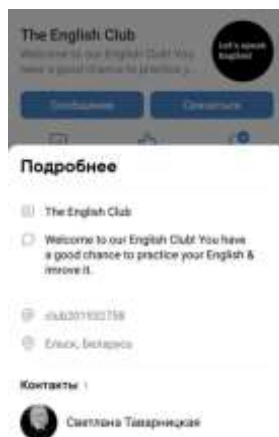 The English Club
Welcome to our English Club! You
have a good chance to practice y...
Let's speak
English!
Сообщение
Связаться
Подробнее
The English Club
Welcome to our English Club! You have
a good chance to practice your English &
imrove it.
Ельск, Беларусь
Контакты 1
Светлана Таварницкая